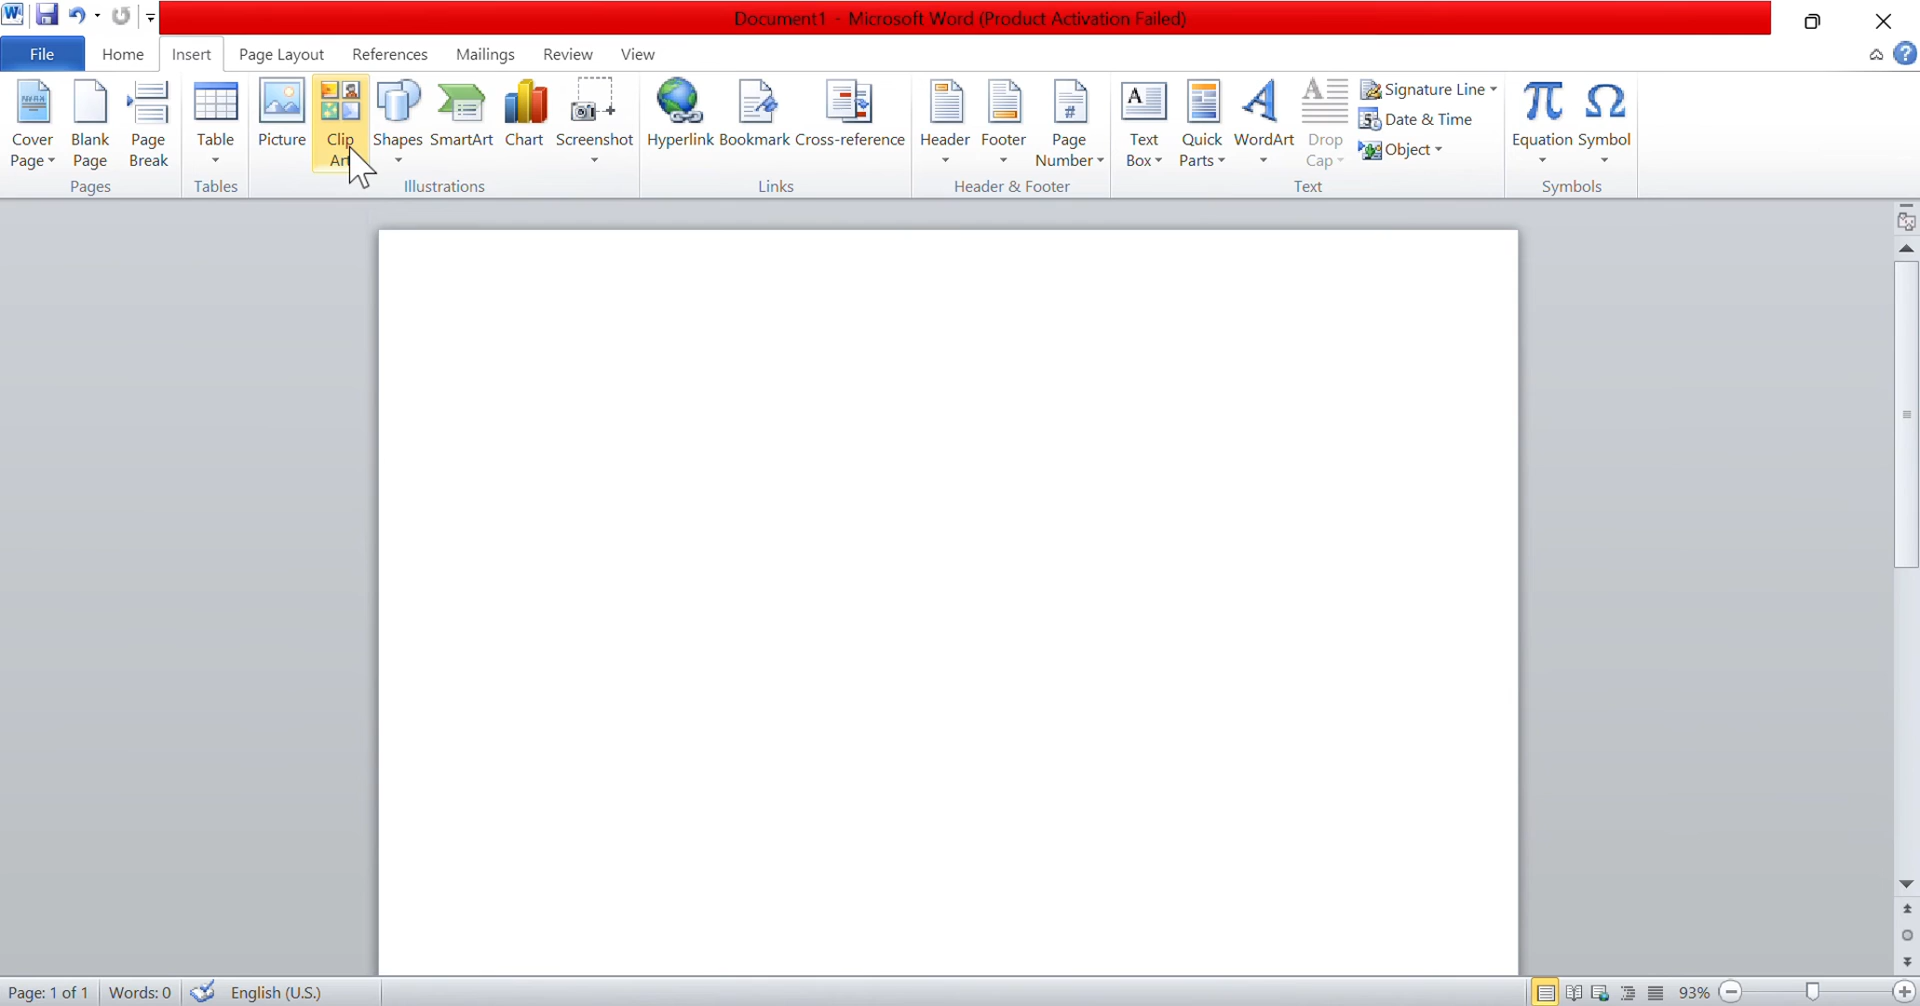 Document1 - Microsoft Word (Product Activation Failed)
File Home Insert Page Layout References Mailings Review View
Cover Page
Blank Page
Page Break
Pages
Table
Tables
Picture
Clip Art
Shapes
SmartArt
Chart
Screenshot
Illustrations
Hyperlink
Bookmark
Cross-reference
Links
Header
Footer
Page Number
Header & Footer
Text Box
Quick Parts
WordArt
Drop Cap
Signature Line
Date & Time
Object
Text
Equation
Symbol
Symbols
Page: 1 of 1 Words: 0 English (U.S.) 93%